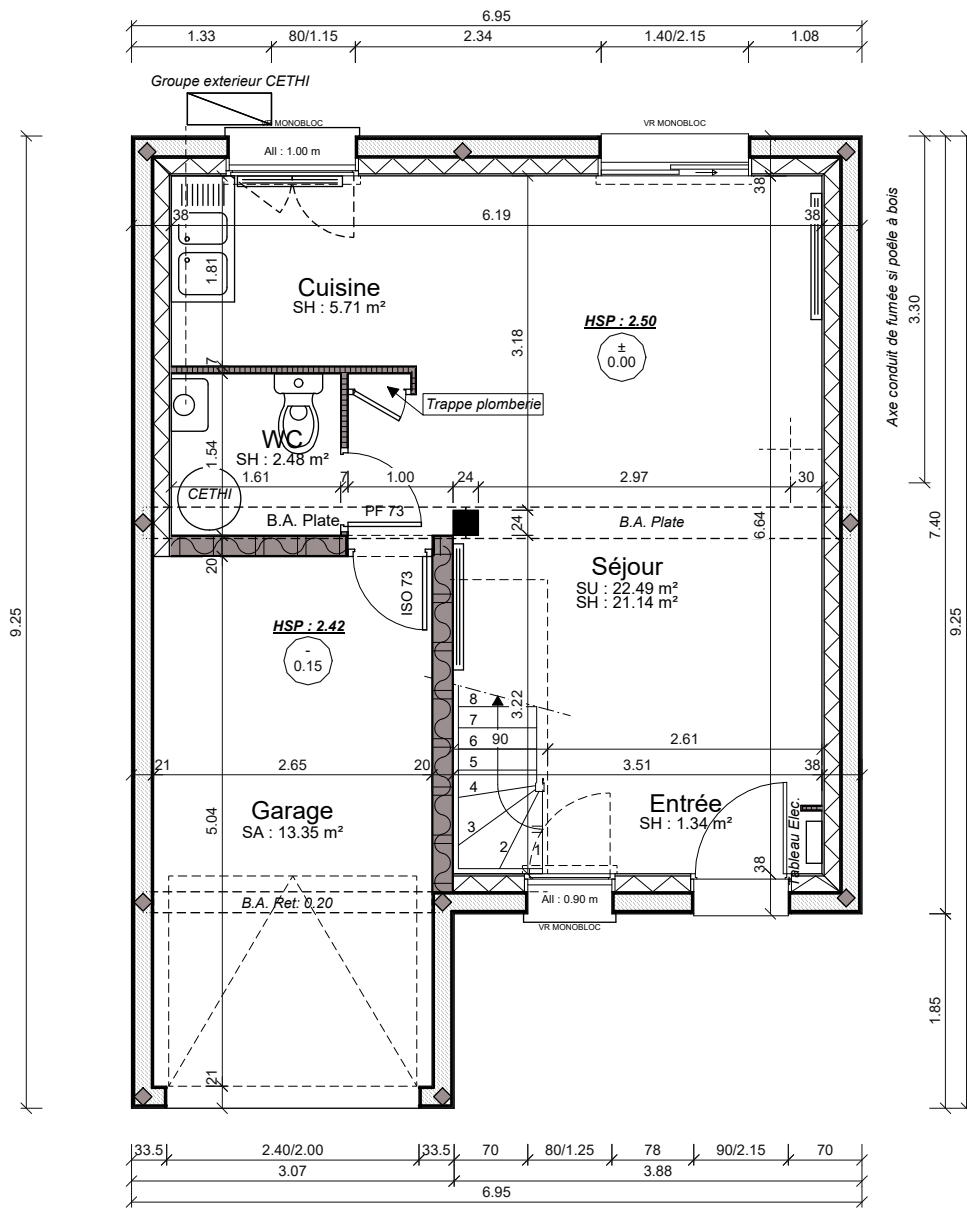 6.95
1.33
80/1.15
2.34
1.40/2.15
1.08
Groupe exterieur CETHI
VR MONOBLOC
VR MONOBLOC
All : 1.00 m
38
38
6.19
38
1.81
Cuisine
SH : 5.71 m²
HSP : 2.50
±
0.00
3.18
Axe conduit de fumée si poêle à bois
3.30
7
Trappe plomberie
WC
SH : 2.48 m²
1.54
1.61
7
1.00
24
2.97
30
CETHI
PF 73
B.A. Plate
24
B.A. Plate
6.64
7.40
9.25
9.25
20
ISO 73
Séjour
SU : 22.49 m²
SH : 21.14 m²
HSP : 2.42
-
0.15
3.22
8
7
6
5
4
3
2
1
90
2.61
21
2.65
20
3.51
38
Garage
SA : 13.35 m²
5.04
Entrée
SH : 1.34 m²
Tableau Elec.
38
B.A. Ret: 0.20
All : 0.90 m
VR MONOBLOC
1.85
21
33.5
2.40/2.00
33.5
70
80/1.25
78
90/2.15
70
3.07
3.88
6.95